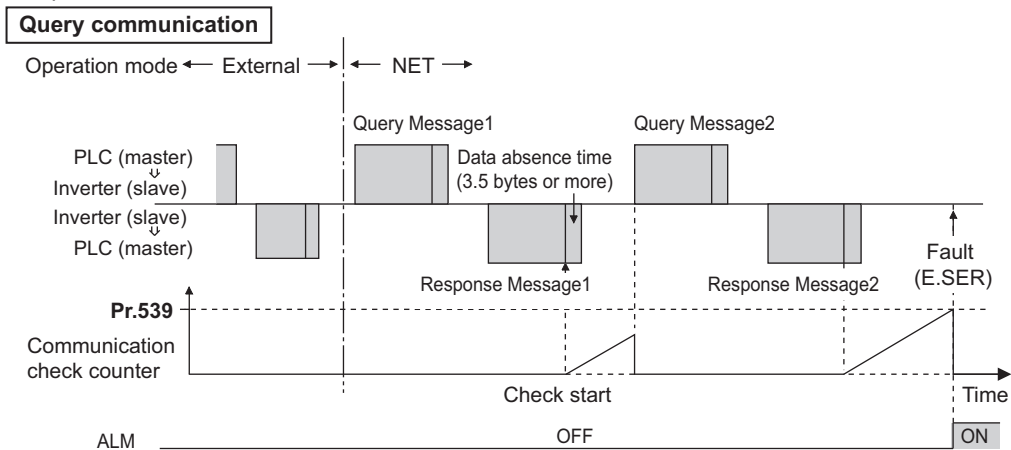 Query communication
Operation mode External NET
Query Message1 Query Message2
PLC (master)
Inverter (slave)
Data absence time
(3.5 bytes or more)
Inverter (slave)
PLC (master)
Response Message1 Response Message2
Fault
(E.SER)
Pr.539
Communication
check counter
Check start
Time
ALM OFF ON